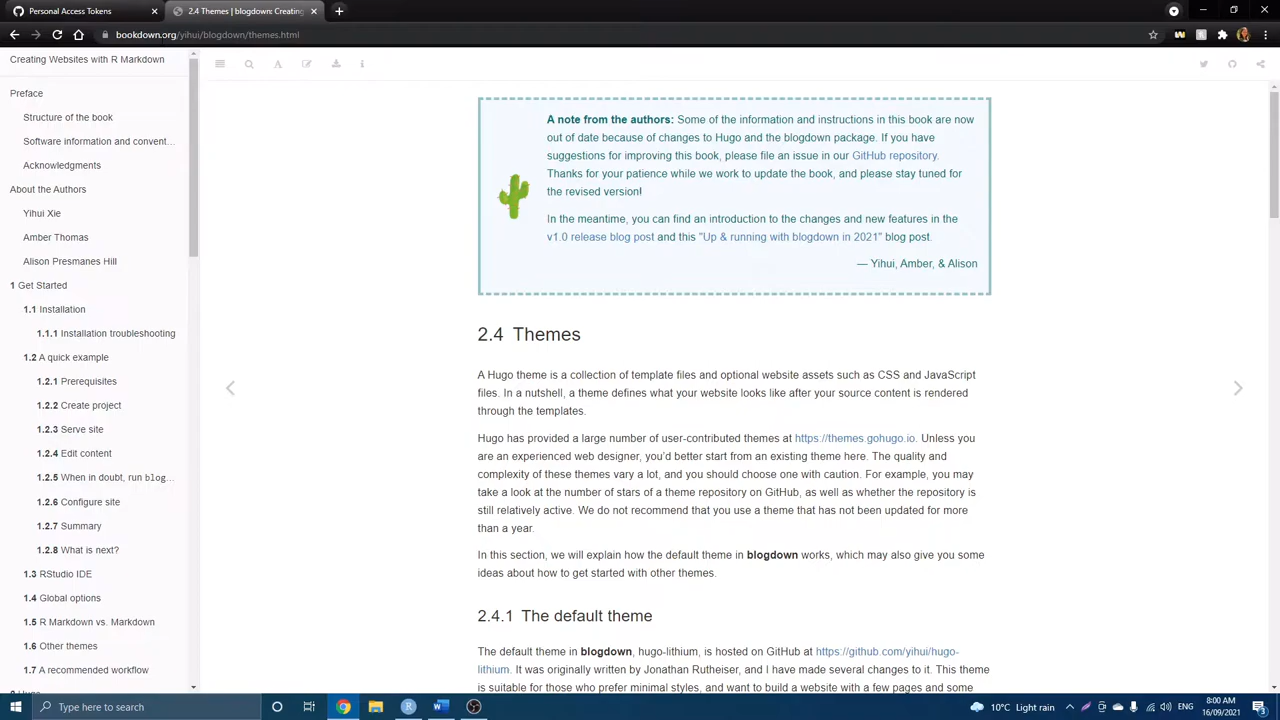 Personal Access Tokens
2.4 Themes | blogdown: Creating
bookdown.org/yihui/blogdown/themes.html
Creating Websites with R Markdown
Preface
Structure of the book
Software information and convent…
Acknowledgments
About the Authors
Yihui Xie
Amber Thomas
Alison Presmanes Hill
1 Get Started
1.1 Installation
1.1.1 Installation troubleshooting
1.2 A quick example
1.2.1 Prerequisites
1.2.2 Create project
1.2.3 Serve site
1.2.4 Edit content
1.2.5 When in doubt, run blog…
1.2.6 Configure site
1.2.7 Summary
1.2.8 What is next?
1.3 RStudio IDE
1.4 Global options
1.5 R Markdown vs. Markdown
1.6 Other themes
1.7 A recommended workflow
A note from the authors: Some of the information and instructions in this book are now
out of date because of changes to Hugo and the blogdown package. If you have
suggestions for improving this book, please file an issue in our GitHub repository.
Thanks for your patience while we work to update the book, and please stay tuned for
the revised version!
In the meantime, you can find an introduction to the changes and new features in the
v1.0 release blog post and this "Up & running with blogdown in 2021" blog post.
— Yihui, Amber, & Alison
2.4 Themes
A Hugo theme is a collection of template files and optional website assets such as CSS and JavaScript
files. In a nutshell, a theme defines what your website looks like after your source content is rendered
through the templates.
Hugo has provided a large number of user-contributed themes at https://themes.gohugo.io. Unless you
are an experienced web designer, you'd better start from an existing theme here. The quality and
complexity of these themes vary a lot, and you should choose one with caution. For example, you may
take a look at the number of stars of a theme repository on GitHub, as well as whether the repository is
still relatively active. We do not recommend that you use a theme that has not been updated for more
than a year.
In this section, we will explain how the default theme in blogdown works, which may also give you some
ideas about how to get started with other themes.
2.4.1 The default theme
The default theme in blogdown, hugo-lithium, is hosted on GitHub at https://github.com/yihui/hugo-
lithium. It was originally written by Jonathan Rutheiser, and I have made several changes to it. This theme
is suitable for those who prefer minimal styles, and want to build a website with a few pages and some
Type here to search
10°C Light rain
8:00 AM
16/09/2021
3